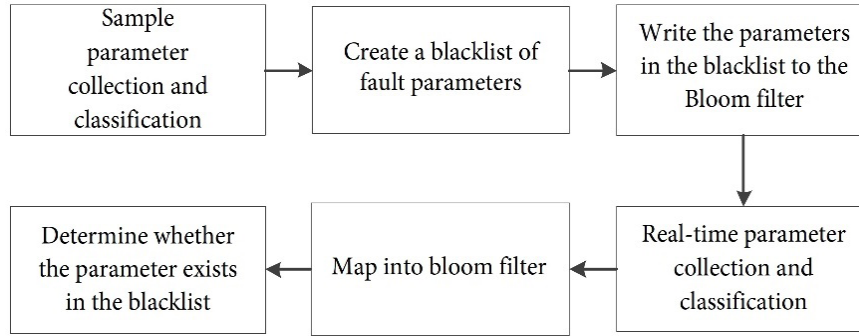 Sample
parameter
collection and
classification
Create a blacklist of
fault parameters
Write the parameters
in the blacklist to the
Bloom filter
Real-time parameter
collection and
classification
Map into bloom filter
Determine whether
the parameter exists
in the blacklist